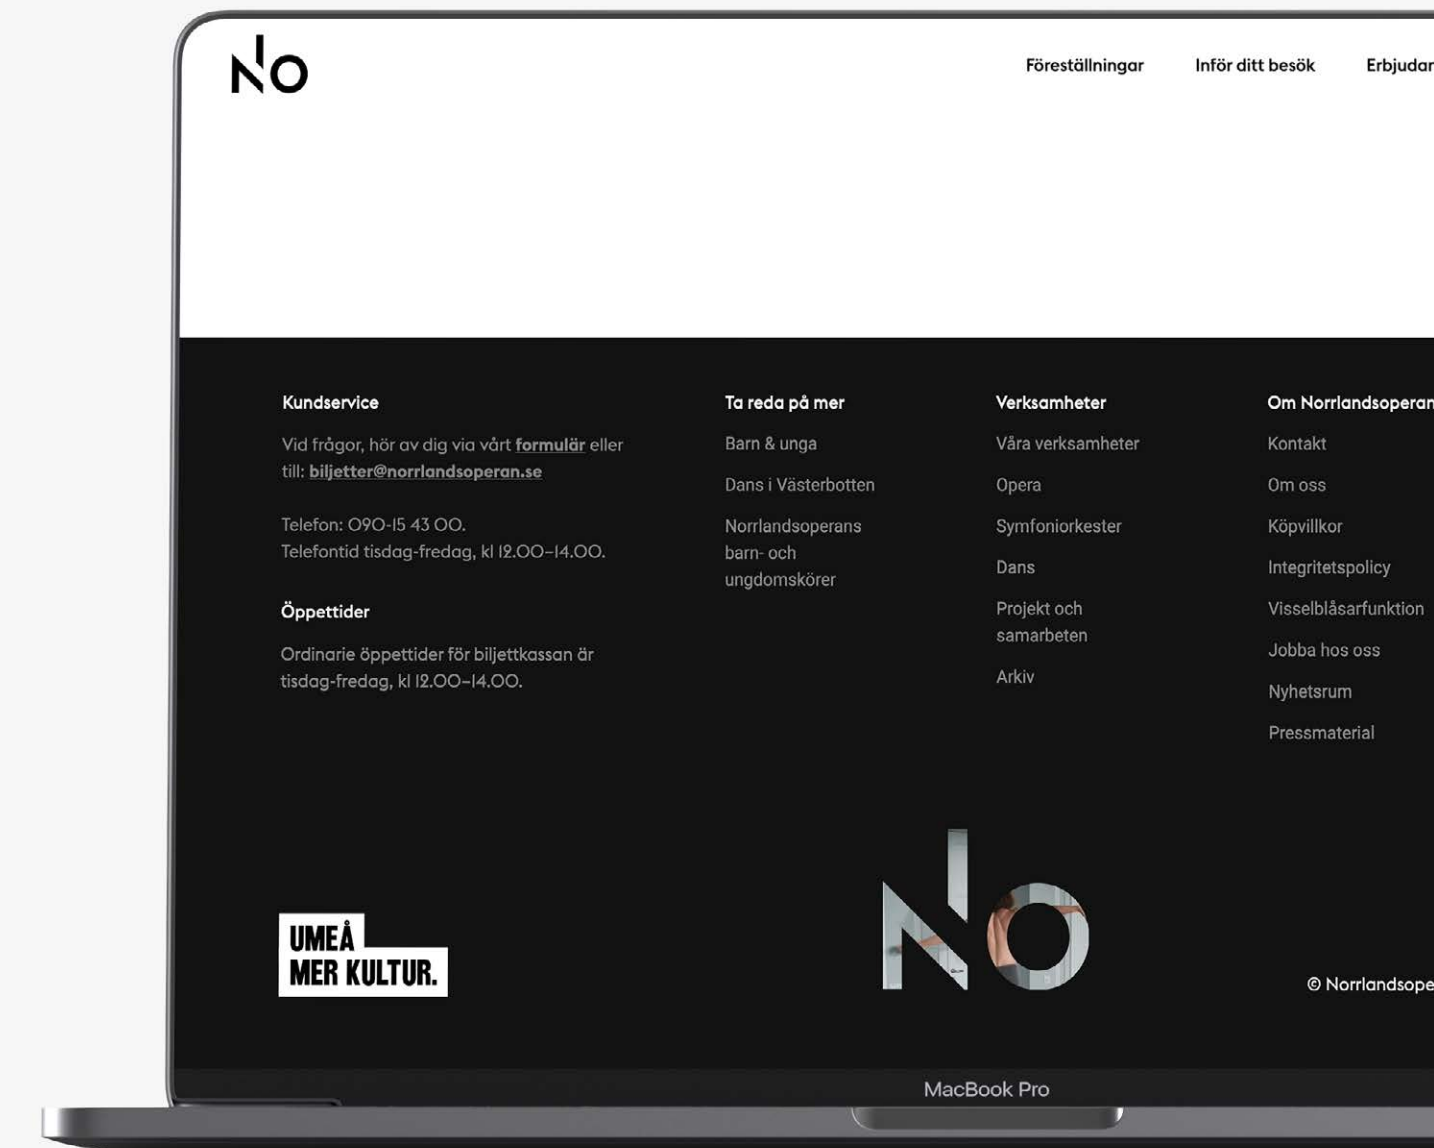 NO
Föreställningar
Inför ditt besök
Erbjudan
Kundservice
Vid frågor, hör av dig via vårt formulär eller
till: biljetter@norrlandsoperan.se
Telefon: 090-15 43 00.
Telefontid tisdag-fredag, kl 12.00–14.00.
Öppettider
Ordinarie öppettider för biljettkassan är
tisdag-fredag, kl 12.00–14.00.
Ta reda på mer
Barn & unga
Dans i Västerbotten
Norrlandsoperans
barn- och
ungdomskörer
Verksamheter
Våra verksamheter
Opera
Symfoniorkester
Dans
Projekt och
samarbeten
Arkiv
Om Norrlandsoperan
Kontakt
Om oss
Köpvillkor
Integritetspolicy
Visselblåsarfunktion
Jobba hos oss
Nyhetsrum
Pressmaterial
UMEÅ
MER KULTUR.
NO
© Norrlandsope
MacBook Pro